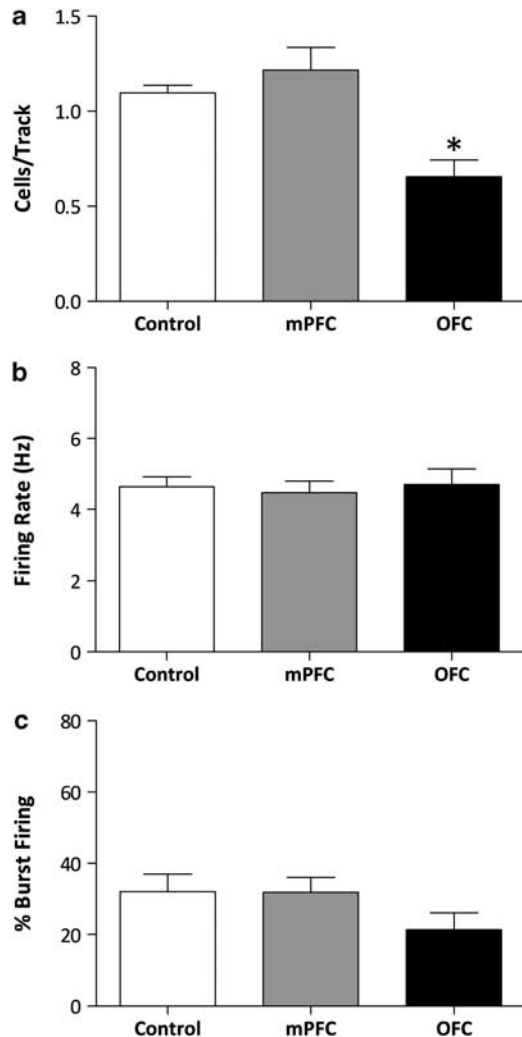 a
1.5
1.0
0.5
0.0
Cells/Track
*
Control mPFC OFC
b
8
6
4
2
0
Firing Rate (Hz)
Control mPFC OFC
c
80
60
40
20
0
% Burst Firing
Control mPFC OFC